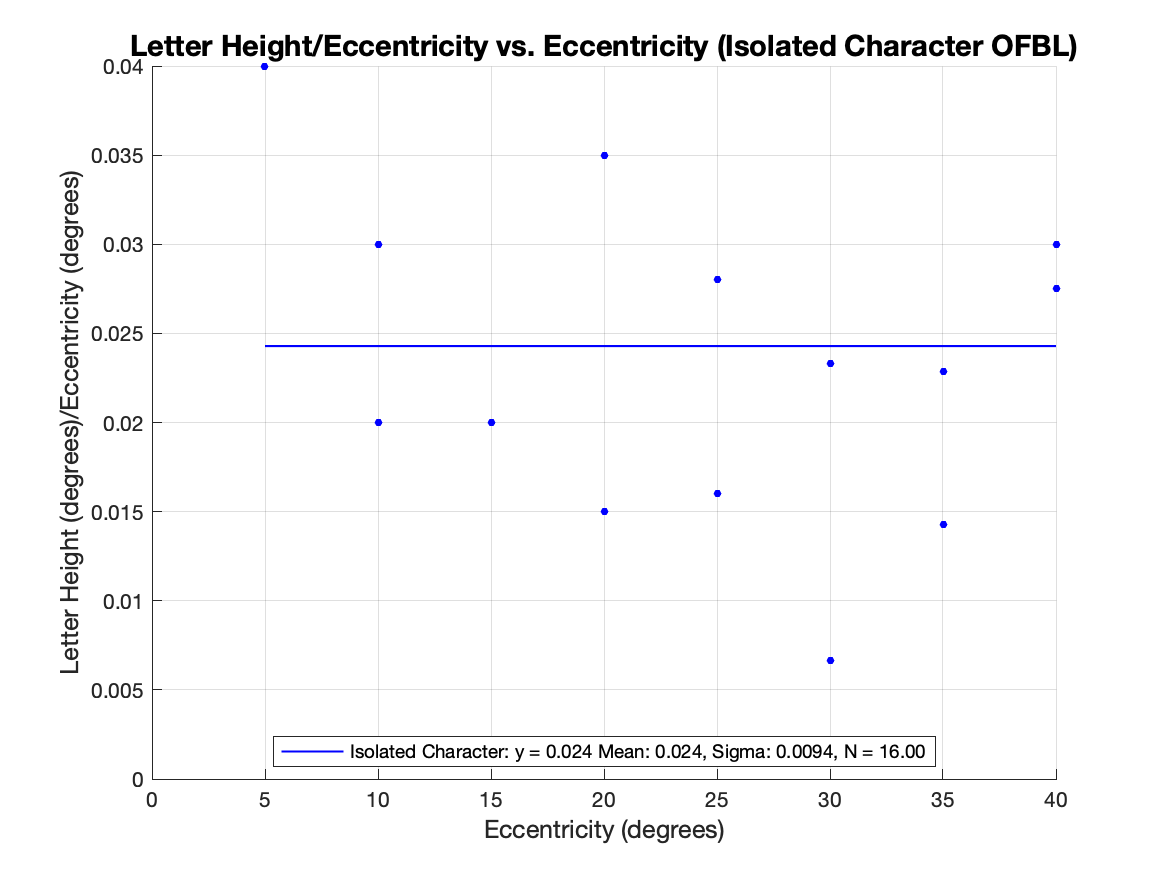 Letter Height/Eccentricity vs. Eccentricity (Isolated Character OFBL)
0.04
0.035
0.03
0.025
0.02
0.015
0.01
0.005
0
Letter Height (degrees)/Eccentricity (degrees)
Isolated Character: y = 0.024 Mean: 0.024, Sigma: 0.0094, N = 16.00
0 5 10 15 20 25 30 35 40
Eccentricity (degrees)